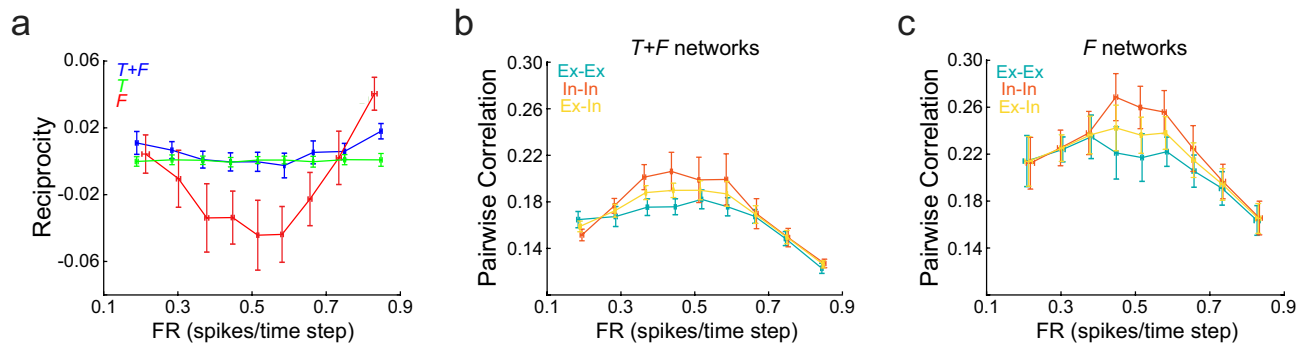 a
T+F
T
F
0.06
0.02
-0.02
-0.06
Reciprocity
0.1 0.3 0.5 0.7 0.9
FR (spikes/time step)
b
T+F networks
Ex-Ex
In-In
Ex-In
0.30
0.26
0.22
0.18
0.14
Pairwise Correlation
0.1 0.3 0.5 0.7 0.9
FR (spikes/time step)
c
F networks
Ex-Ex
In-In
Ex-In
0.30
0.26
0.22
0.18
0.14
Pairwise Correlation
0.1 0.3 0.5 0.7 0.9
FR (spikes/time step)